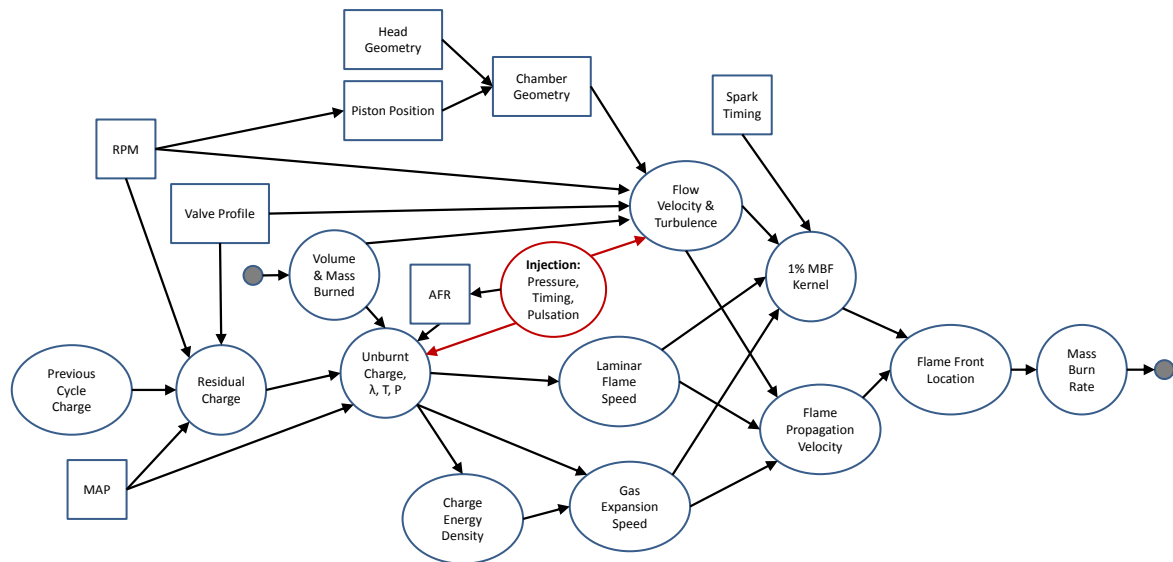 Head
Geometry
Chamber
Geometry
Spark
Timing
Piston Position
RPM
Valve Profile
Flow
Velocity &
Turbulence
Volume
& Mass
Burned
Injection:
Pressure,
Timing,
Pulsation
AFR
1% MBF
Kernel
Previous
Cycle
Charge
Residual
Charge
Unburnt
Charge,
λ, T, P
Laminar
Flame
Speed
Flame Front
Location
Mass
Burn
Rate
Flame
Propagation
Velocity
MAP
Charge
Energy
Density
Gas
Expansion
Speed